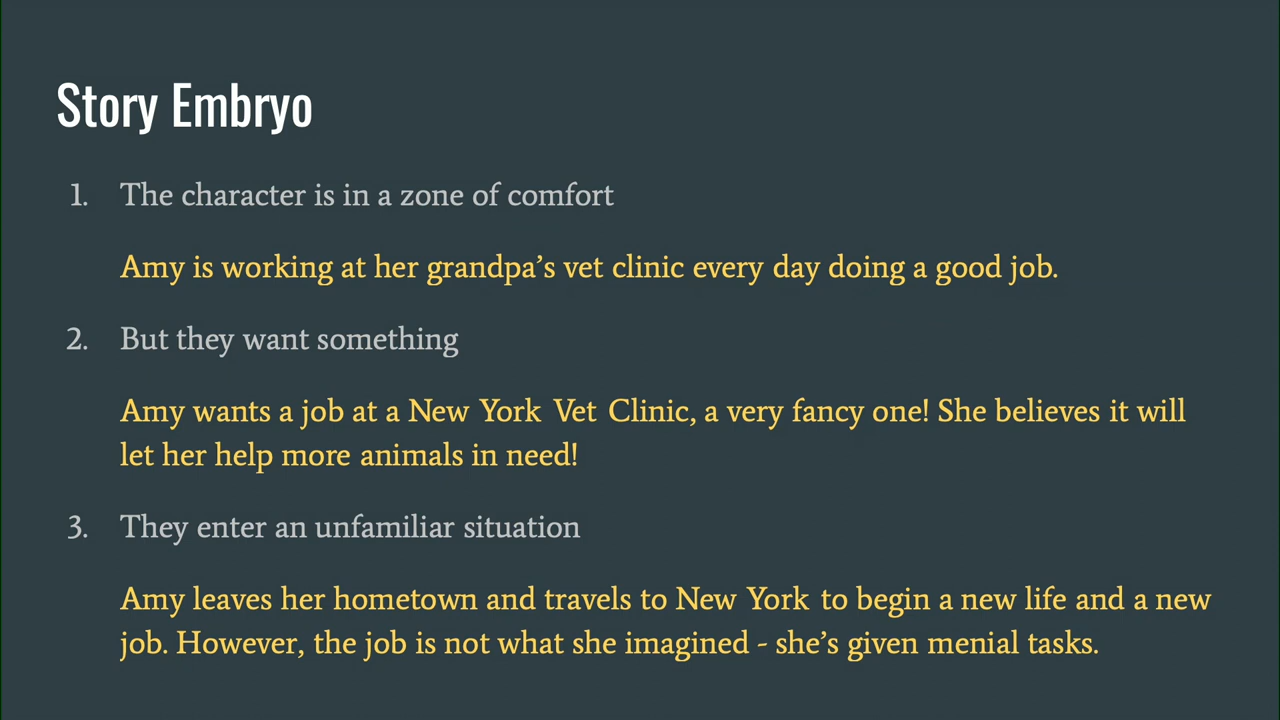 Story Embryo
1. The character is in a zone of comfort
Amy is working at her grandpa's vet clinic every day doing a good job.
2. But they want something
Amy wants a job at a New York Vet Clinic, a very fancy one! She believes it will
let her help more animals in need!
3. They enter an unfamiliar situation
Amy leaves her hometown and travels to New York to begin a new life and a new
job. However, the job is not what she imagined - she's given menial tasks.